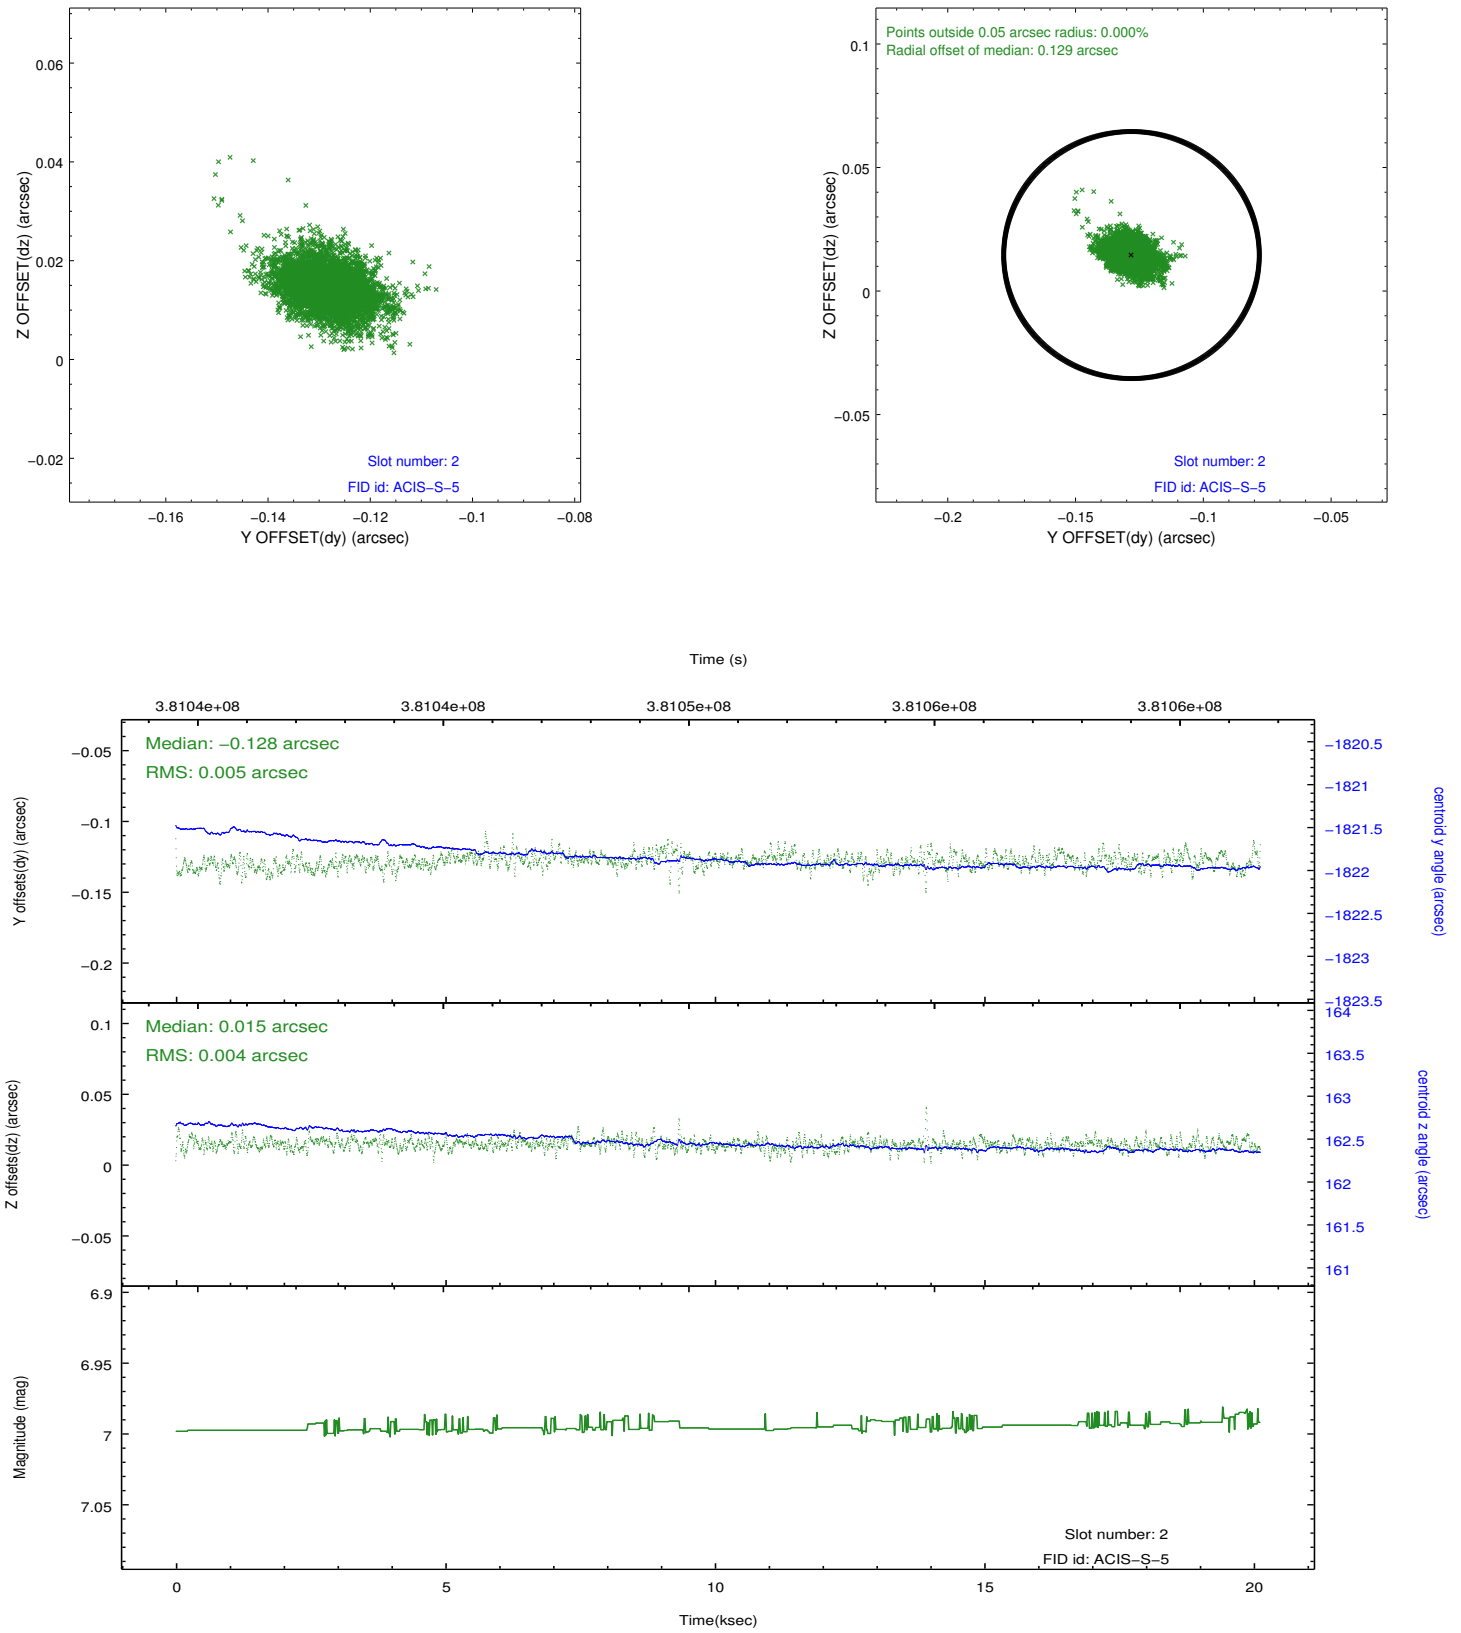 0.06
0.04
0.02
0
−0.02
Z OFFSET(dz) (arcsec)
Slot number: 2
FID id: ACIS−S−5
−0.16
−0.14
−0.12
−0.1
−0.08
Y OFFSET(dy) (arcsec)
Points outside 0.05 arcsec radius: 0.000%
Radial offset of median: 0.129 arcsec
0.1
0.05
0
−0.05
Z OFFSET(dz) (arcsec)
Slot number: 2
FID id: ACIS−S−5
−0.2
−0.15
−0.1
−0.05
Y OFFSET(dy) (arcsec)
Time (s)
3.8104e+08
3.8104e+08
3.8105e+08
3.8106e+08
3.8106e+08
Median: −0.128 arcsec
RMS: 0.005 arcsec
−0.05
−0.1
−0.15
−0.2
Y offsets(dy) (arcsec)
−1820.5
−1821
−1821.5
−1822
−1822.5
−1823
−1823.5
centroid y angle (arcsec)
Median: 0.015 arcsec
RMS: 0.004 arcsec
0.1
0.05
0
−0.05
Z offsets(dz) (arcsec)
164
163.5
163
162.5
162
161.5
161
centroid z angle (arcsec)
6.9
6.95
7
7.05
Magnitude (mag)
Slot number: 2
FID id: ACIS−S−5
0
5
10
15
20
Time(ksec)